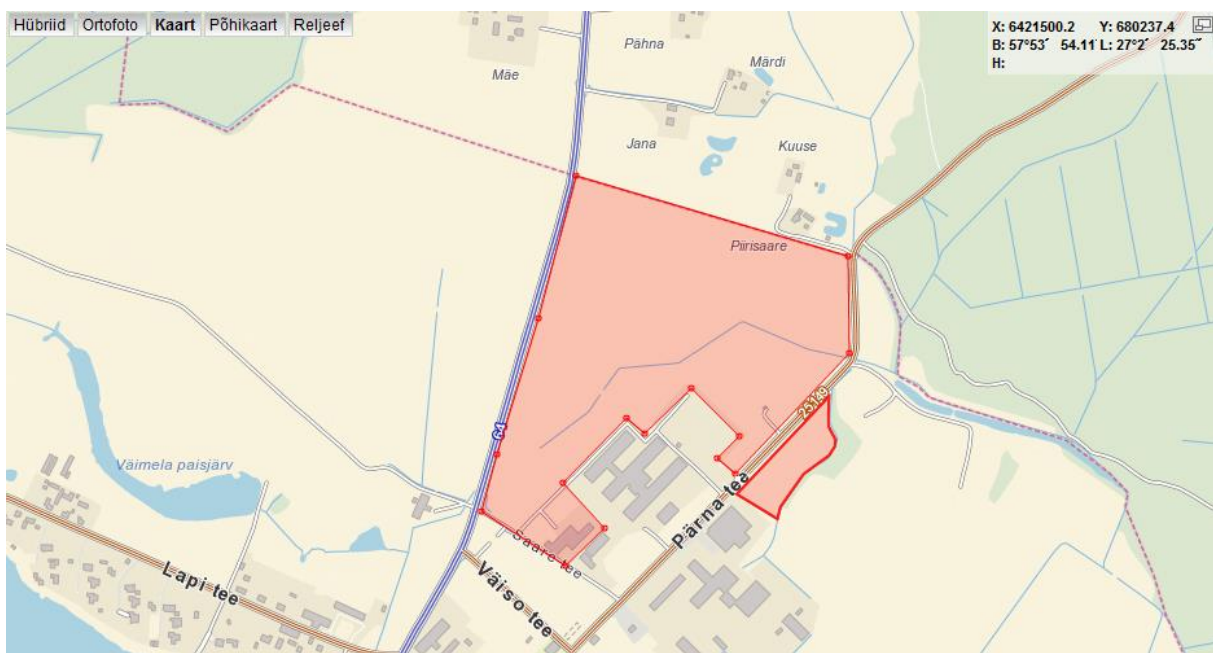 Hübriid Ortofoto Kaart Põhikaart Reljeef
X: 6421500.2 Y: 680237.4
B: 57°53´ 54.11 L: 27°2´ 25.35˝
H:
Pähna
Mäe
Märdi
Jana
Kuuse
Piirisaare
64
25149
Väimela paisjärv
Pärna tee
Saare tee
Lapi tee
Väiso tee